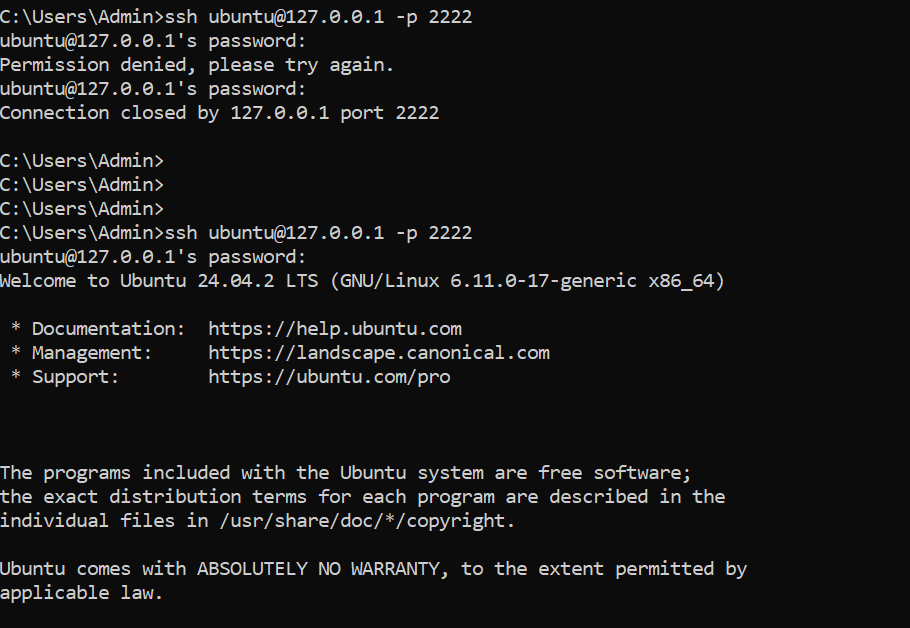 C:\Users\Admin>ssh ubuntu@127.0.0.1 -p 2222
ubuntu@127.0.0.1's password:
Permission denied, please try again.
ubuntu@127.0.0.1's password:
Connection closed by 127.0.0.1 port 2222
C:\Users\Admin>
C:\Users\Admin>
C:\Users\Admin>
C:\Users\Admin>ssh ubuntu@127.0.0.1 -p 2222
ubuntu@127.0.0.1's password:
Welcome to Ubuntu 24.04.2 LTS (GNU/Linux 6.11.0-17-generic x86_64)
* Documentation:  https://help.ubuntu.com
* Management:     https://landscape.canonical.com
* Support:        https://ubuntu.com/pro
The programs included with the Ubuntu system are free software;
the exact distribution terms for each program are described in the
individual files in /usr/share/doc/*/copyright.
Ubuntu comes with ABSOLUTELY NO WARRANTY, to the extent permitted by
applicable law.